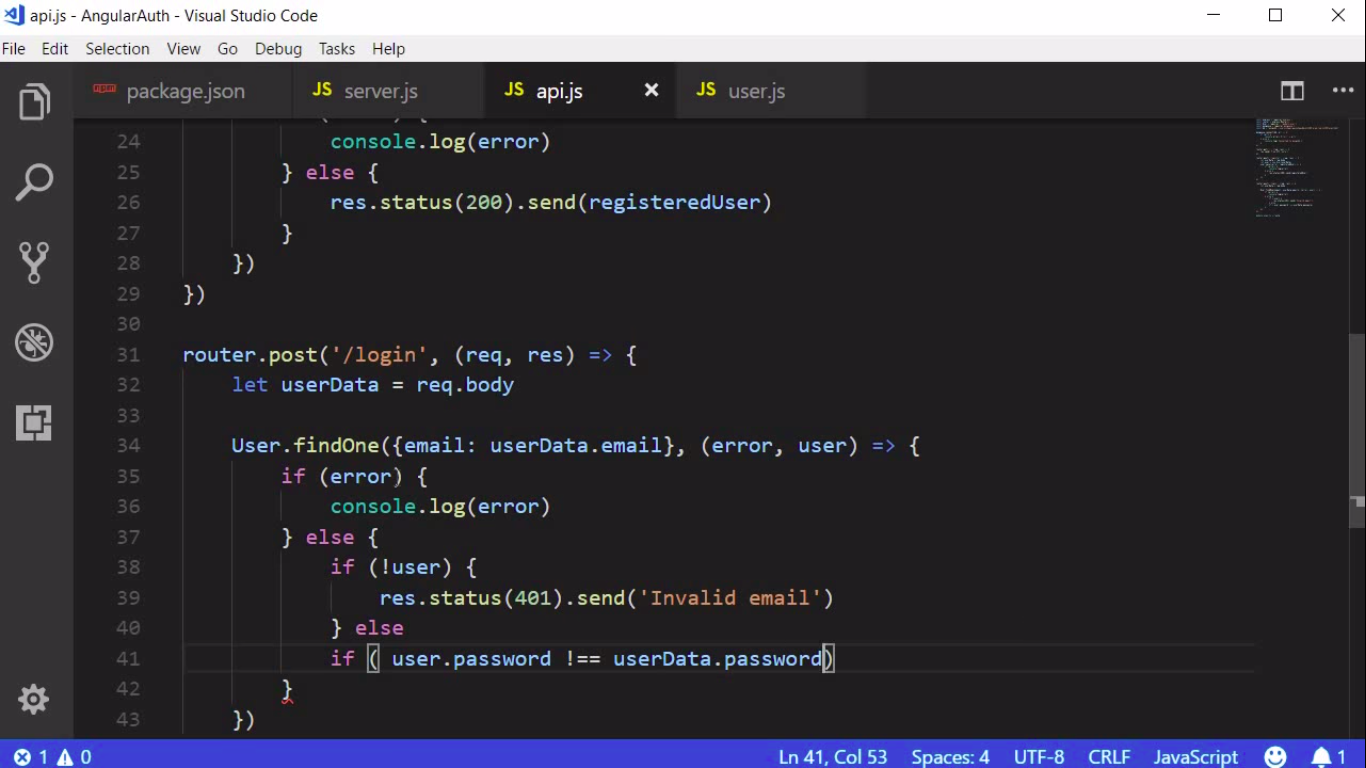 api.js - AngularAuth - Visual Studio Code
File Edit Selection View Go Debug Tasks Help
package.json JS server.js JS api.js JS user.js
24 console.log(error)
25 } else {
26 res.status(200).send(registeredUser)
27 }
28 })
29 })
30
31 router.post('/login', (req, res) => {
32 let userData = req.body
33
34 User.findOne({email: userData.email}, (error, user) => {
35 if (error) {
36 console.log(error)
37 } else {
38 if (!user) {
39 res.status(401).send('Invalid email')
40 } else
41 if ( user.password !== userData.password)
42 }
43 })
1 0 Ln 41, Col 53 Spaces: 4 UTF-8 CRLF JavaScript 1